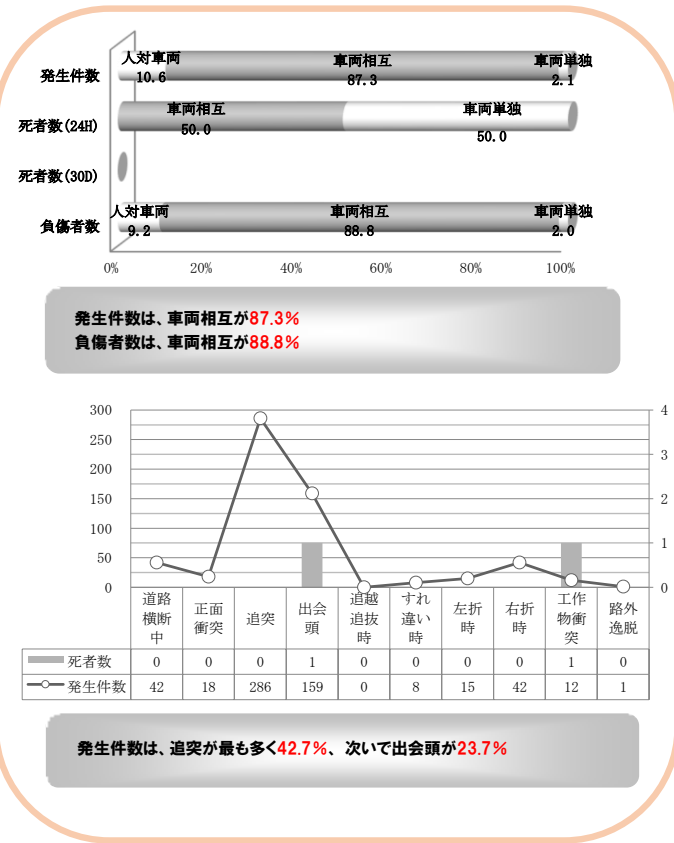 人対車両 車両相互 車両単独
発生件数 10.6 87.3 2.1
車両相互 車両単独
死者数(24H) 50.0 50.0
死者数(30D)
人対車両 車両相互 車両単独
負傷者数 9.2 88.8 2.0
0% 20% 40% 60% 80% 100%
発生件数は、車両相互が87.3%
負傷者数は、車両相互が88.8%
300 4
250
200 3
150 2
100
50 1
0 0
道路横断中 正面衝突 追突 出会頭 追越追抜時 すれ違い時 左折時 右折時 工作物衝突 路外逸脱
死者数 0 0 0 1 0 0 0 0 1 0
発生件数 42 18 286 159 0 8 15 42 12 1
発生件数は、追突が最も多く42.7%、次いで出会頭が23.7%